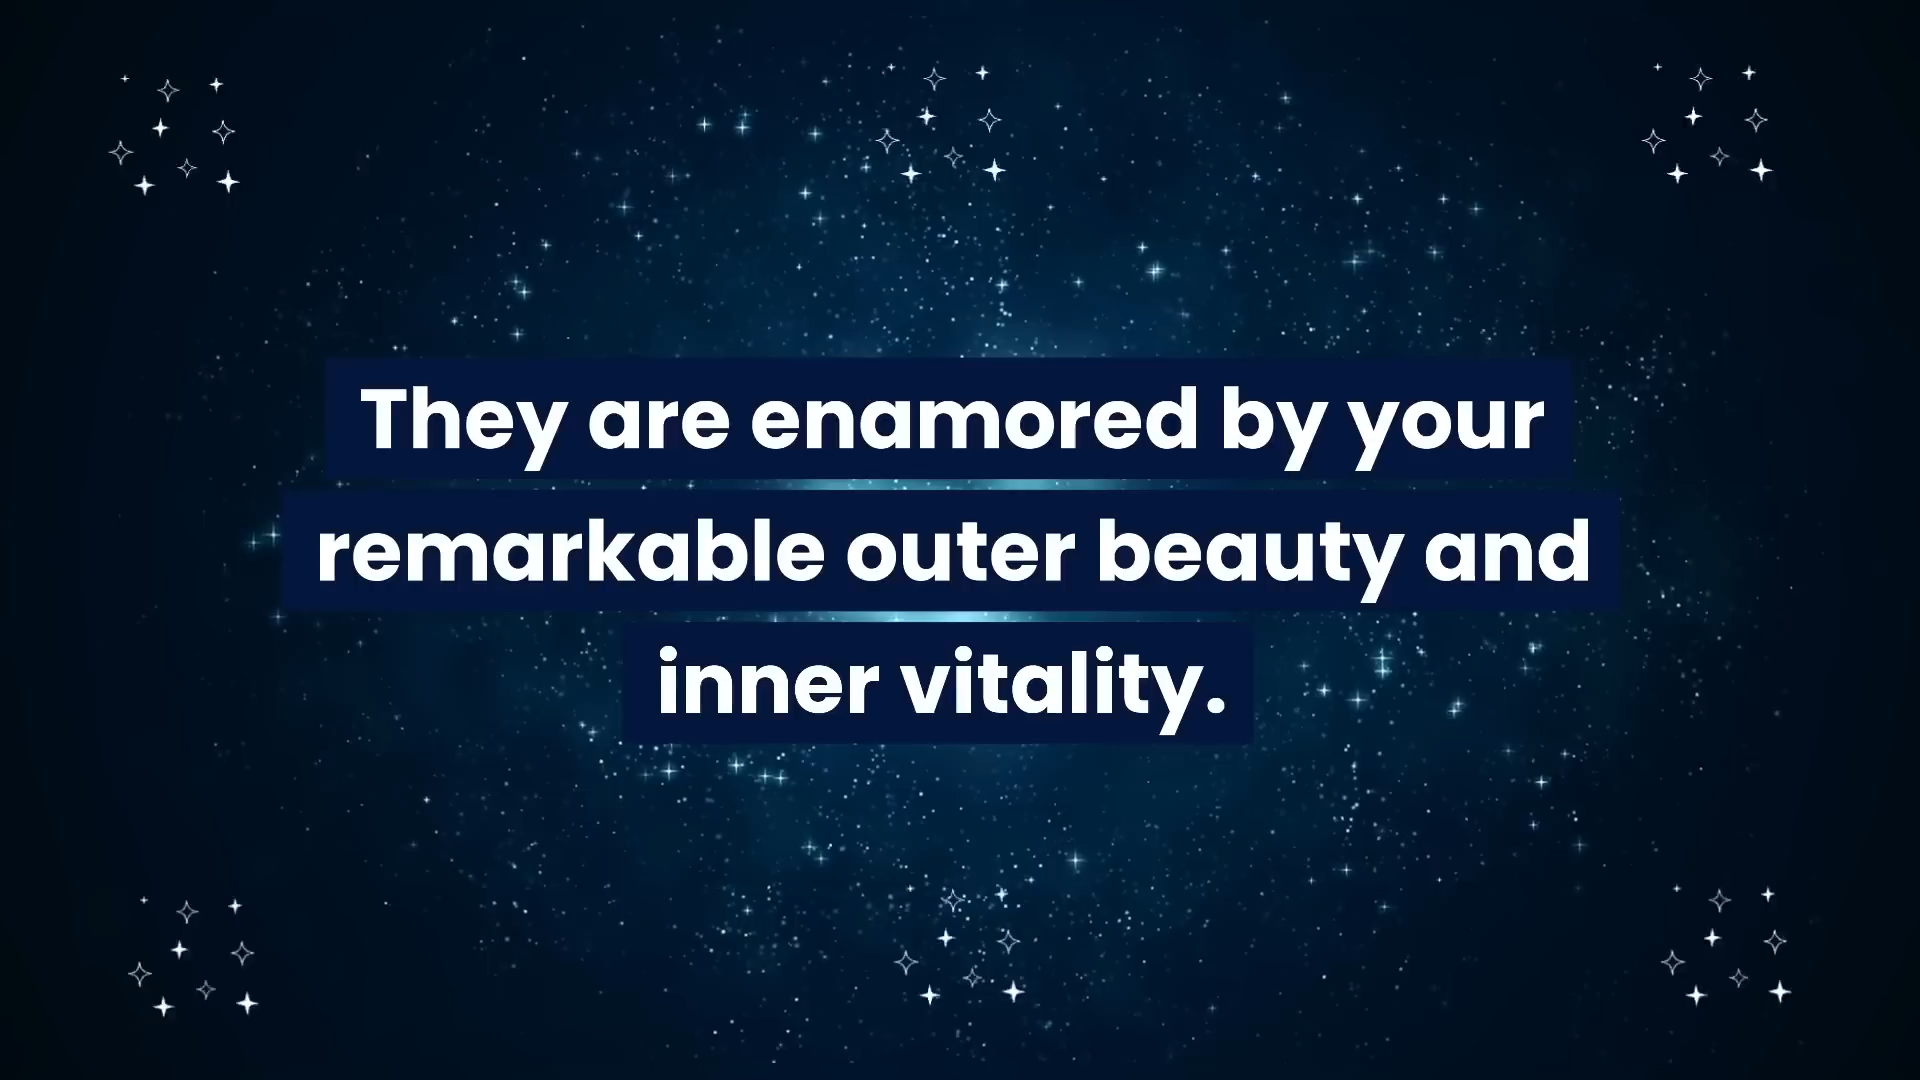 They are enamored by your
remarkable outer beauty and
inner vitality.